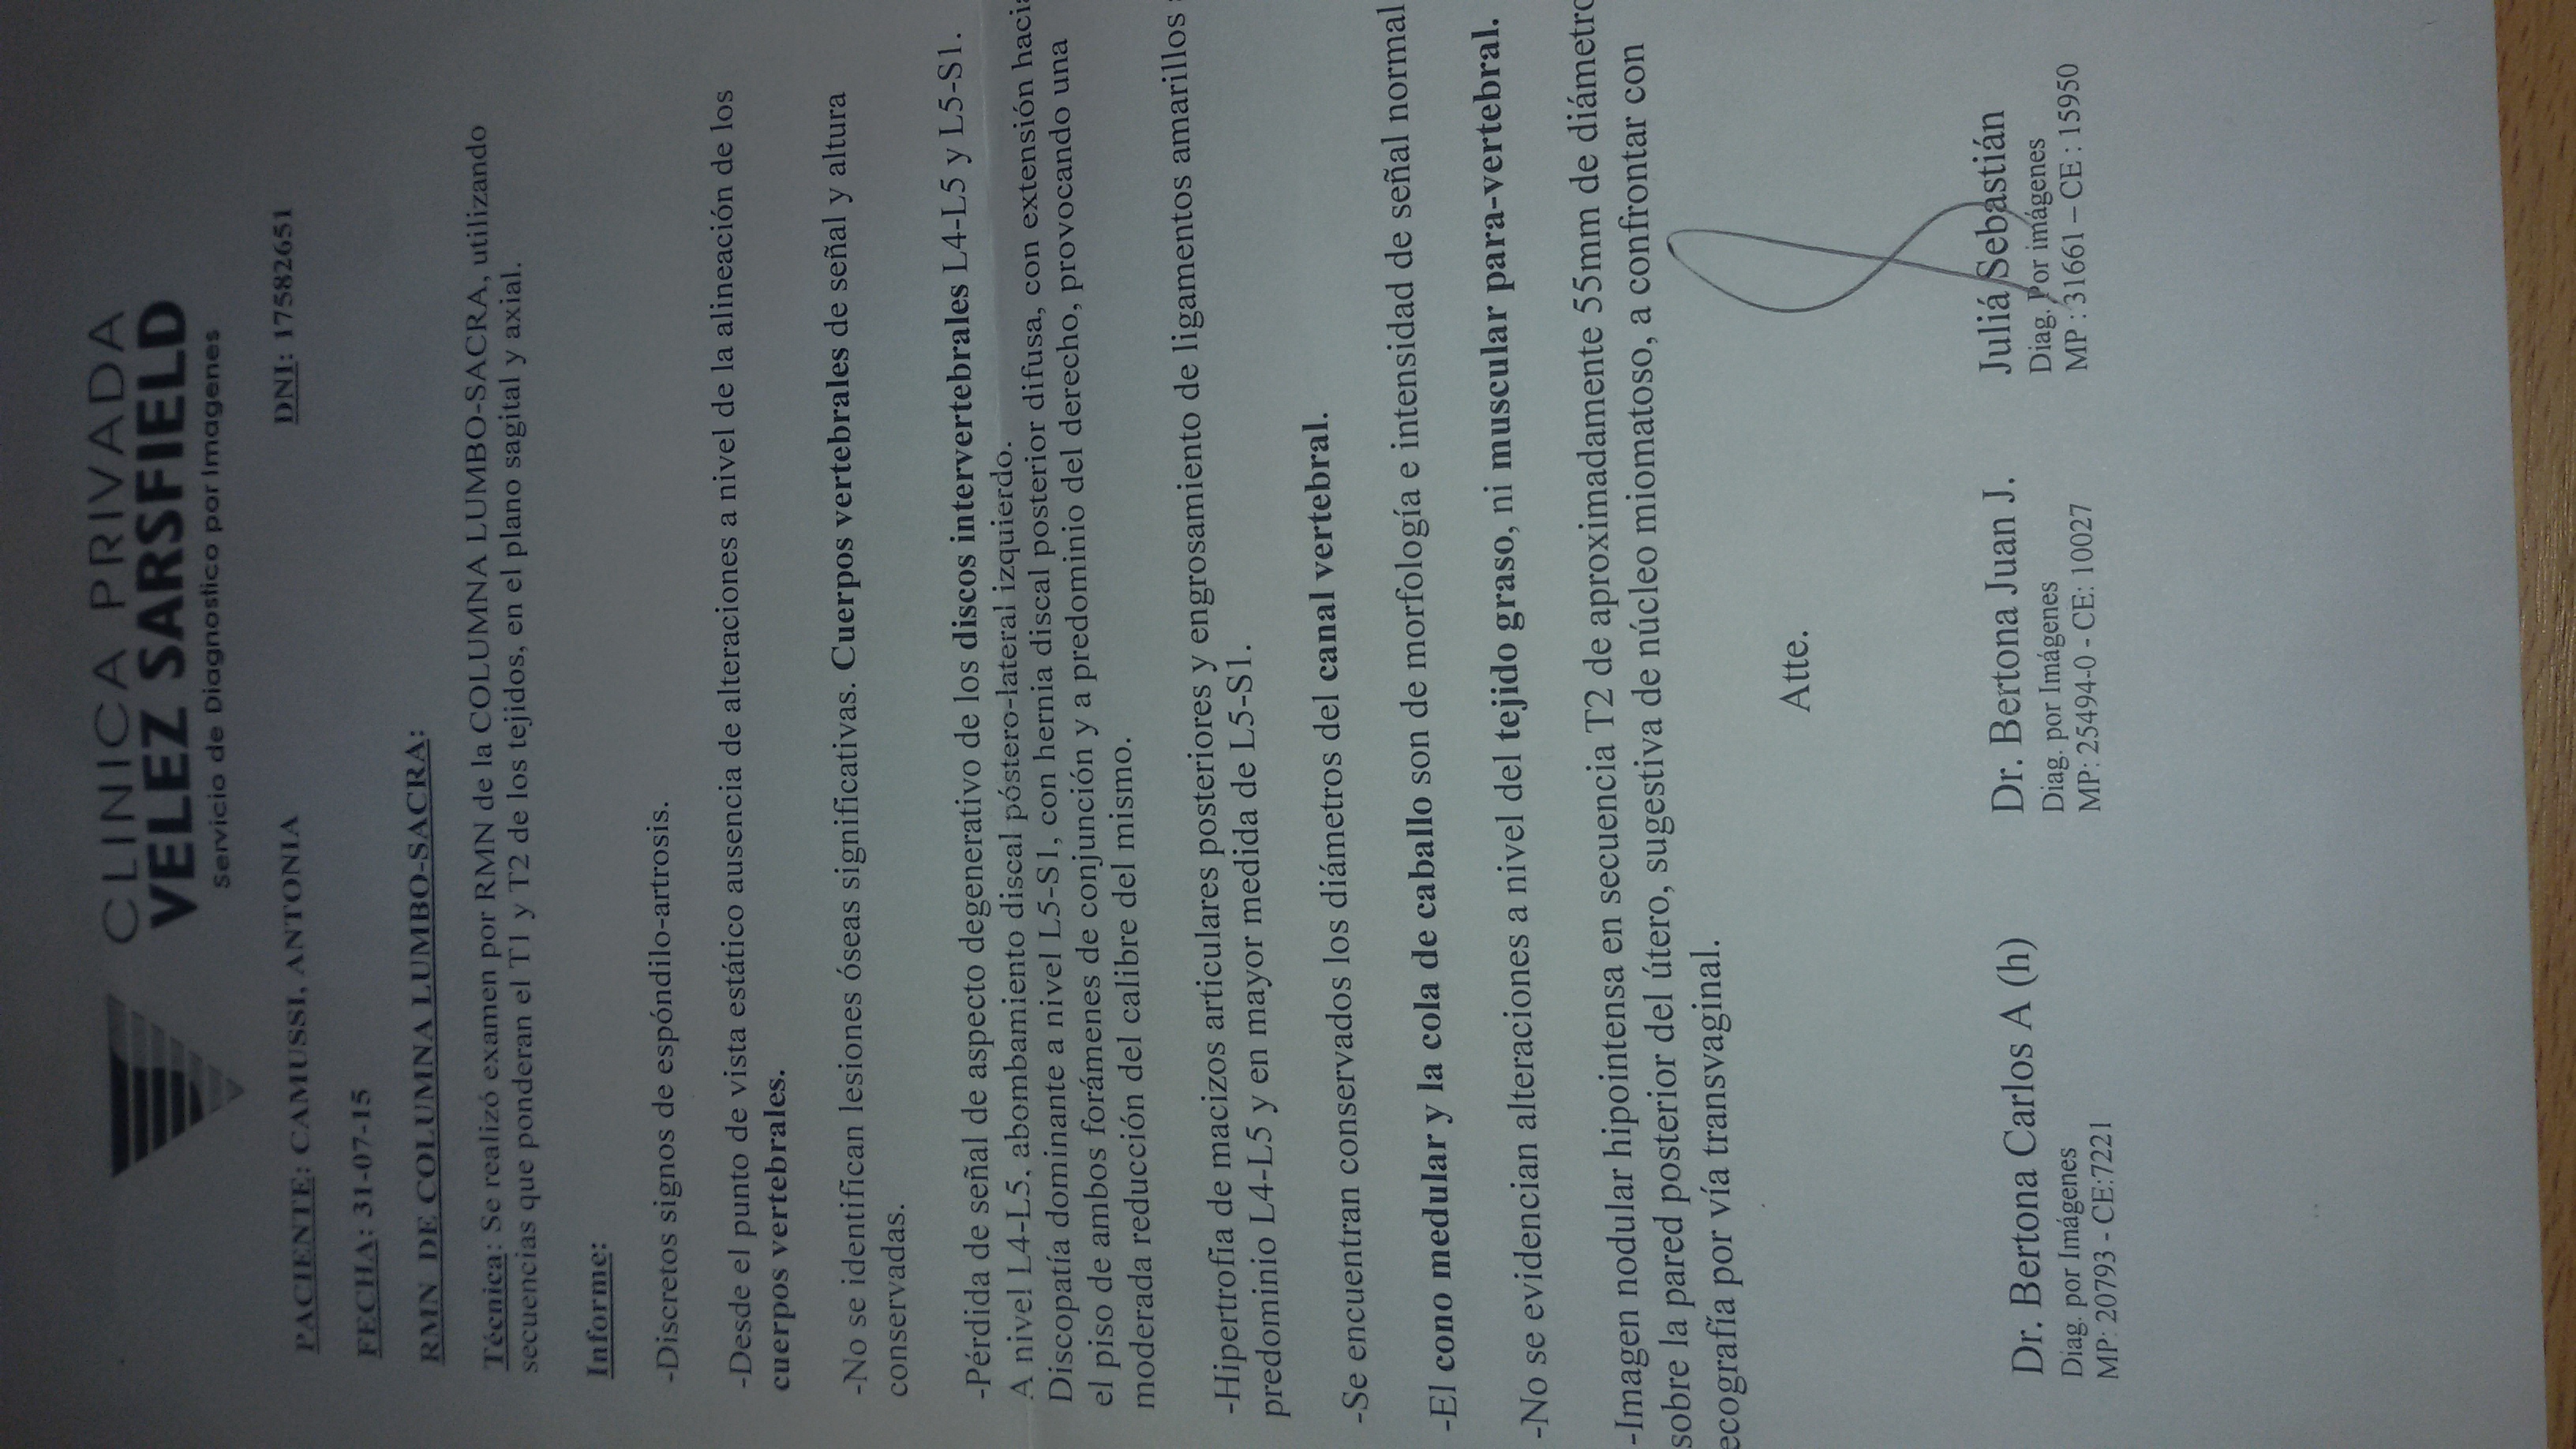 CLINICA PRIVADA
VELEZ SARSFIELD
Servicio de Diagnostico por Imagenes
PACIENTE: CAMUSSI, ANTONIA DNI: 17582651
FECHA: 31-07-15
RMN DE COLUMNA LUMBO-SACRA:
Técnica: Se realizó examen por RMN de la COLUMNA LUMBO-SACRA, utilizando
secuencias que ponderan el T1 y T2 de los tejidos, en el plano sagital y axial.
Informe:
-Discretos signos de espóndilo-artrosis.
-Desde el punto de vista estático ausencia de alteraciones a nivel de la alineación de los
cuerpos vertebrales.
-No se identifican lesiones óseas significativas. Cuerpos vertebrales de señal y altura
conservadas.
-Pérdida de señal de aspecto degenerativo de los discos intervertebrales L4-L5 y L5-S1.
A nivel L4-L5, abombamiento discal póstero-lateral izquierdo.
Discopatía dominante a nivel L5-S1, con hernia discal posterior difusa, con extensión hacia
el piso de ambos forámenes de conjunción y a predominio del derecho, provocando una
moderada reducción del calibre del mismo.
-Hipertrofia de macizos articulares posteriores y engrosamiento de ligamentos amarillos
predominio L4-L5 y en mayor medida de L5-S1.
-Se encuentran conservados los diámetros del canal vertebral.
-El cono medular y la cola de caballo son de morfología e intensidad de señal normal
-No se evidencian alteraciones a nivel del tejido graso, ni muscular para-vertebral.
-Imagen nodular hipointensa en secuencia T2 de aproximadamente 55mm de diámetro
sobre la pared posterior del útero, sugestiva de núcleo miomatoso, a confrontar con
ecografía por vía transvaginal.
Atte.
Dr. Bertona Carlos A (h)
Diag. por Imágenes
MP: 20793 - CE:7221
Dr. Bertona Juan J.
Diag. por Imágenes
MP: 25494-0 - CE: 10027
Juliá Sebastián
Diag. Por imágenes
MP : 31661 – CE : 15950